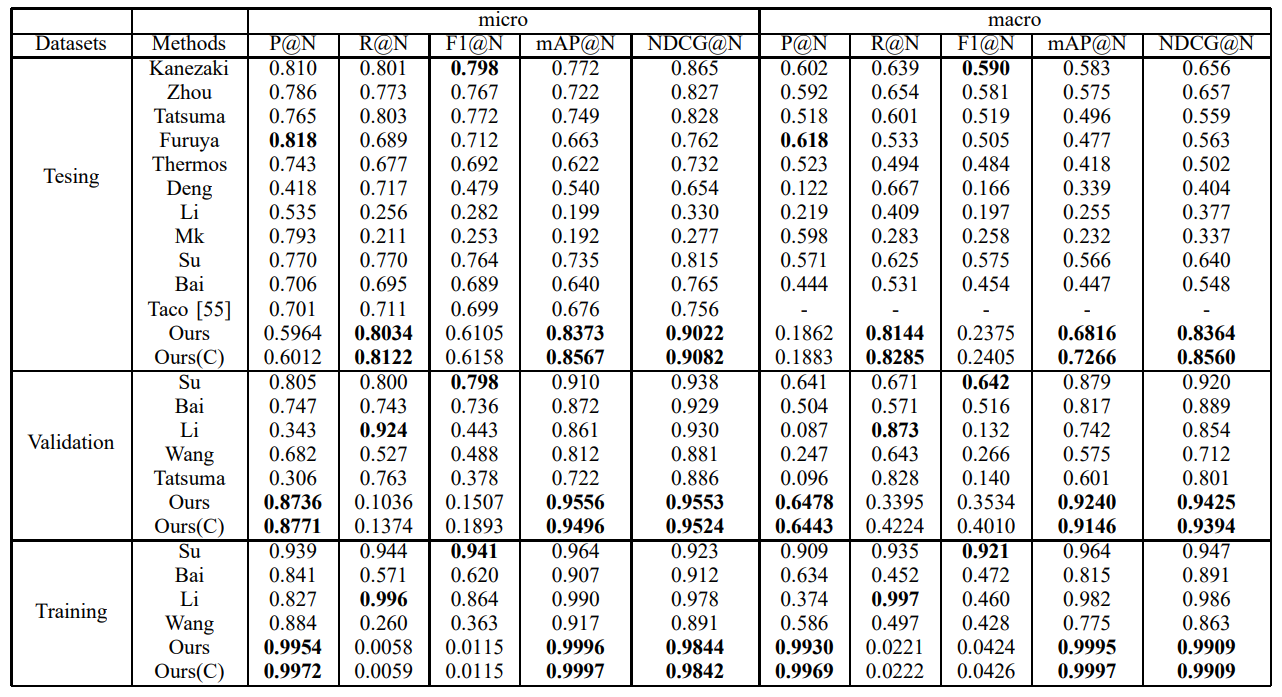 micro macro
Datasets Methods P@N R@N F1@N mAP@N NDCG@N P@N R@N F1@N mAP@N NDCG@N
Kanezaki 0.810 0.801 0.798 0.772 0.865 0.602 0.639 0.590 0.583 0.656
Zhou 0.786 0.773 0.767 0.722 0.827 0.592 0.654 0.581 0.575 0.657
Tatsuma 0.765 0.803 0.772 0.749 0.828 0.518 0.601 0.519 0.496 0.559
Furuya 0.818 0.689 0.712 0.663 0.762 0.618 0.533 0.505 0.477 0.563
Thermos 0.743 0.677 0.692 0.622 0.732 0.523 0.494 0.484 0.418 0.502
Tesing Deng 0.418 0.717 0.479 0.540 0.654 0.122 0.667 0.166 0.339 0.404
Li 0.535 0.256 0.282 0.199 0.330 0.219 0.409 0.197 0.255 0.377
Mk 0.793 0.211 0.253 0.192 0.277 0.598 0.283 0.258 0.232 0.337
Su 0.770 0.770 0.764 0.735 0.815 0.571 0.625 0.575 0.566 0.640
Bai 0.706 0.695 0.689 0.640 0.765 0.444 0.531 0.454 0.447 0.548
Taco [55] 0.701 0.711 0.699 0.676 0.756 - - - - -
Ours 0.5964 0.8034 0.6105 0.8373 0.9022 0.1862 0.8144 0.2375 0.6816 0.8364
Ours(C) 0.6012 0.8122 0.6158 0.8567 0.9082 0.1883 0.8285 0.2405 0.7266 0.8560
Su 0.805 0.800 0.798 0.910 0.938 0.641 0.671 0.642 0.879 0.920
Bai 0.747 0.743 0.736 0.872 0.929 0.504 0.571 0.516 0.817 0.889
Li 0.343 0.924 0.443 0.861 0.930 0.087 0.873 0.132 0.742 0.854
Validation Wang 0.682 0.527 0.488 0.812 0.881 0.247 0.643 0.266 0.575 0.712
Tatsuma 0.306 0.763 0.378 0.722 0.886 0.096 0.828 0.140 0.601 0.801
Ours 0.8736 0.1036 0.1507 0.9556 0.9553 0.6478 0.3395 0.3534 0.9240 0.9425
Ours(C) 0.8771 0.1374 0.1893 0.9496 0.9524 0.6443 0.4224 0.4010 0.9146 0.9394
Su 0.939 0.944 0.941 0.964 0.923 0.909 0.935 0.921 0.964 0.947
Bai 0.841 0.571 0.620 0.907 0.912 0.634 0.452 0.472 0.815 0.891
Training Li 0.827 0.996 0.864 0.990 0.978 0.374 0.997 0.460 0.982 0.986
Wang 0.884 0.260 0.363 0.917 0.891 0.586 0.497 0.428 0.775 0.863
Ours 0.9954 0.0058 0.0115 0.9996 0.9844 0.9930 0.0221 0.0424 0.9995 0.9909
Ours(C) 0.9972 0.0059 0.0115 0.9997 0.9842 0.9969 0.0222 0.0426 0.9997 0.9909